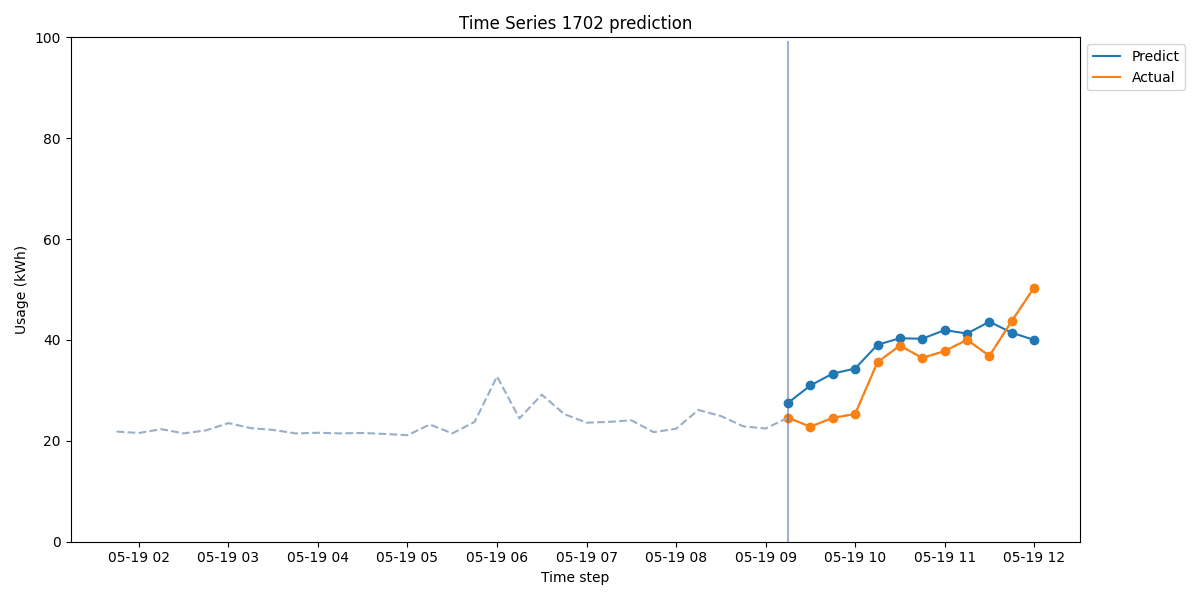 Time Series 1702 prediction
Predict
Actual
Usage (kWh)
100
80
60
40
20
0
05-19 02 05-19 03 05-19 04 05-19 05 05-19 06 05-19 07 05-19 08 05-19 09 05-19 10 05-19 11 05-19 12
Time step